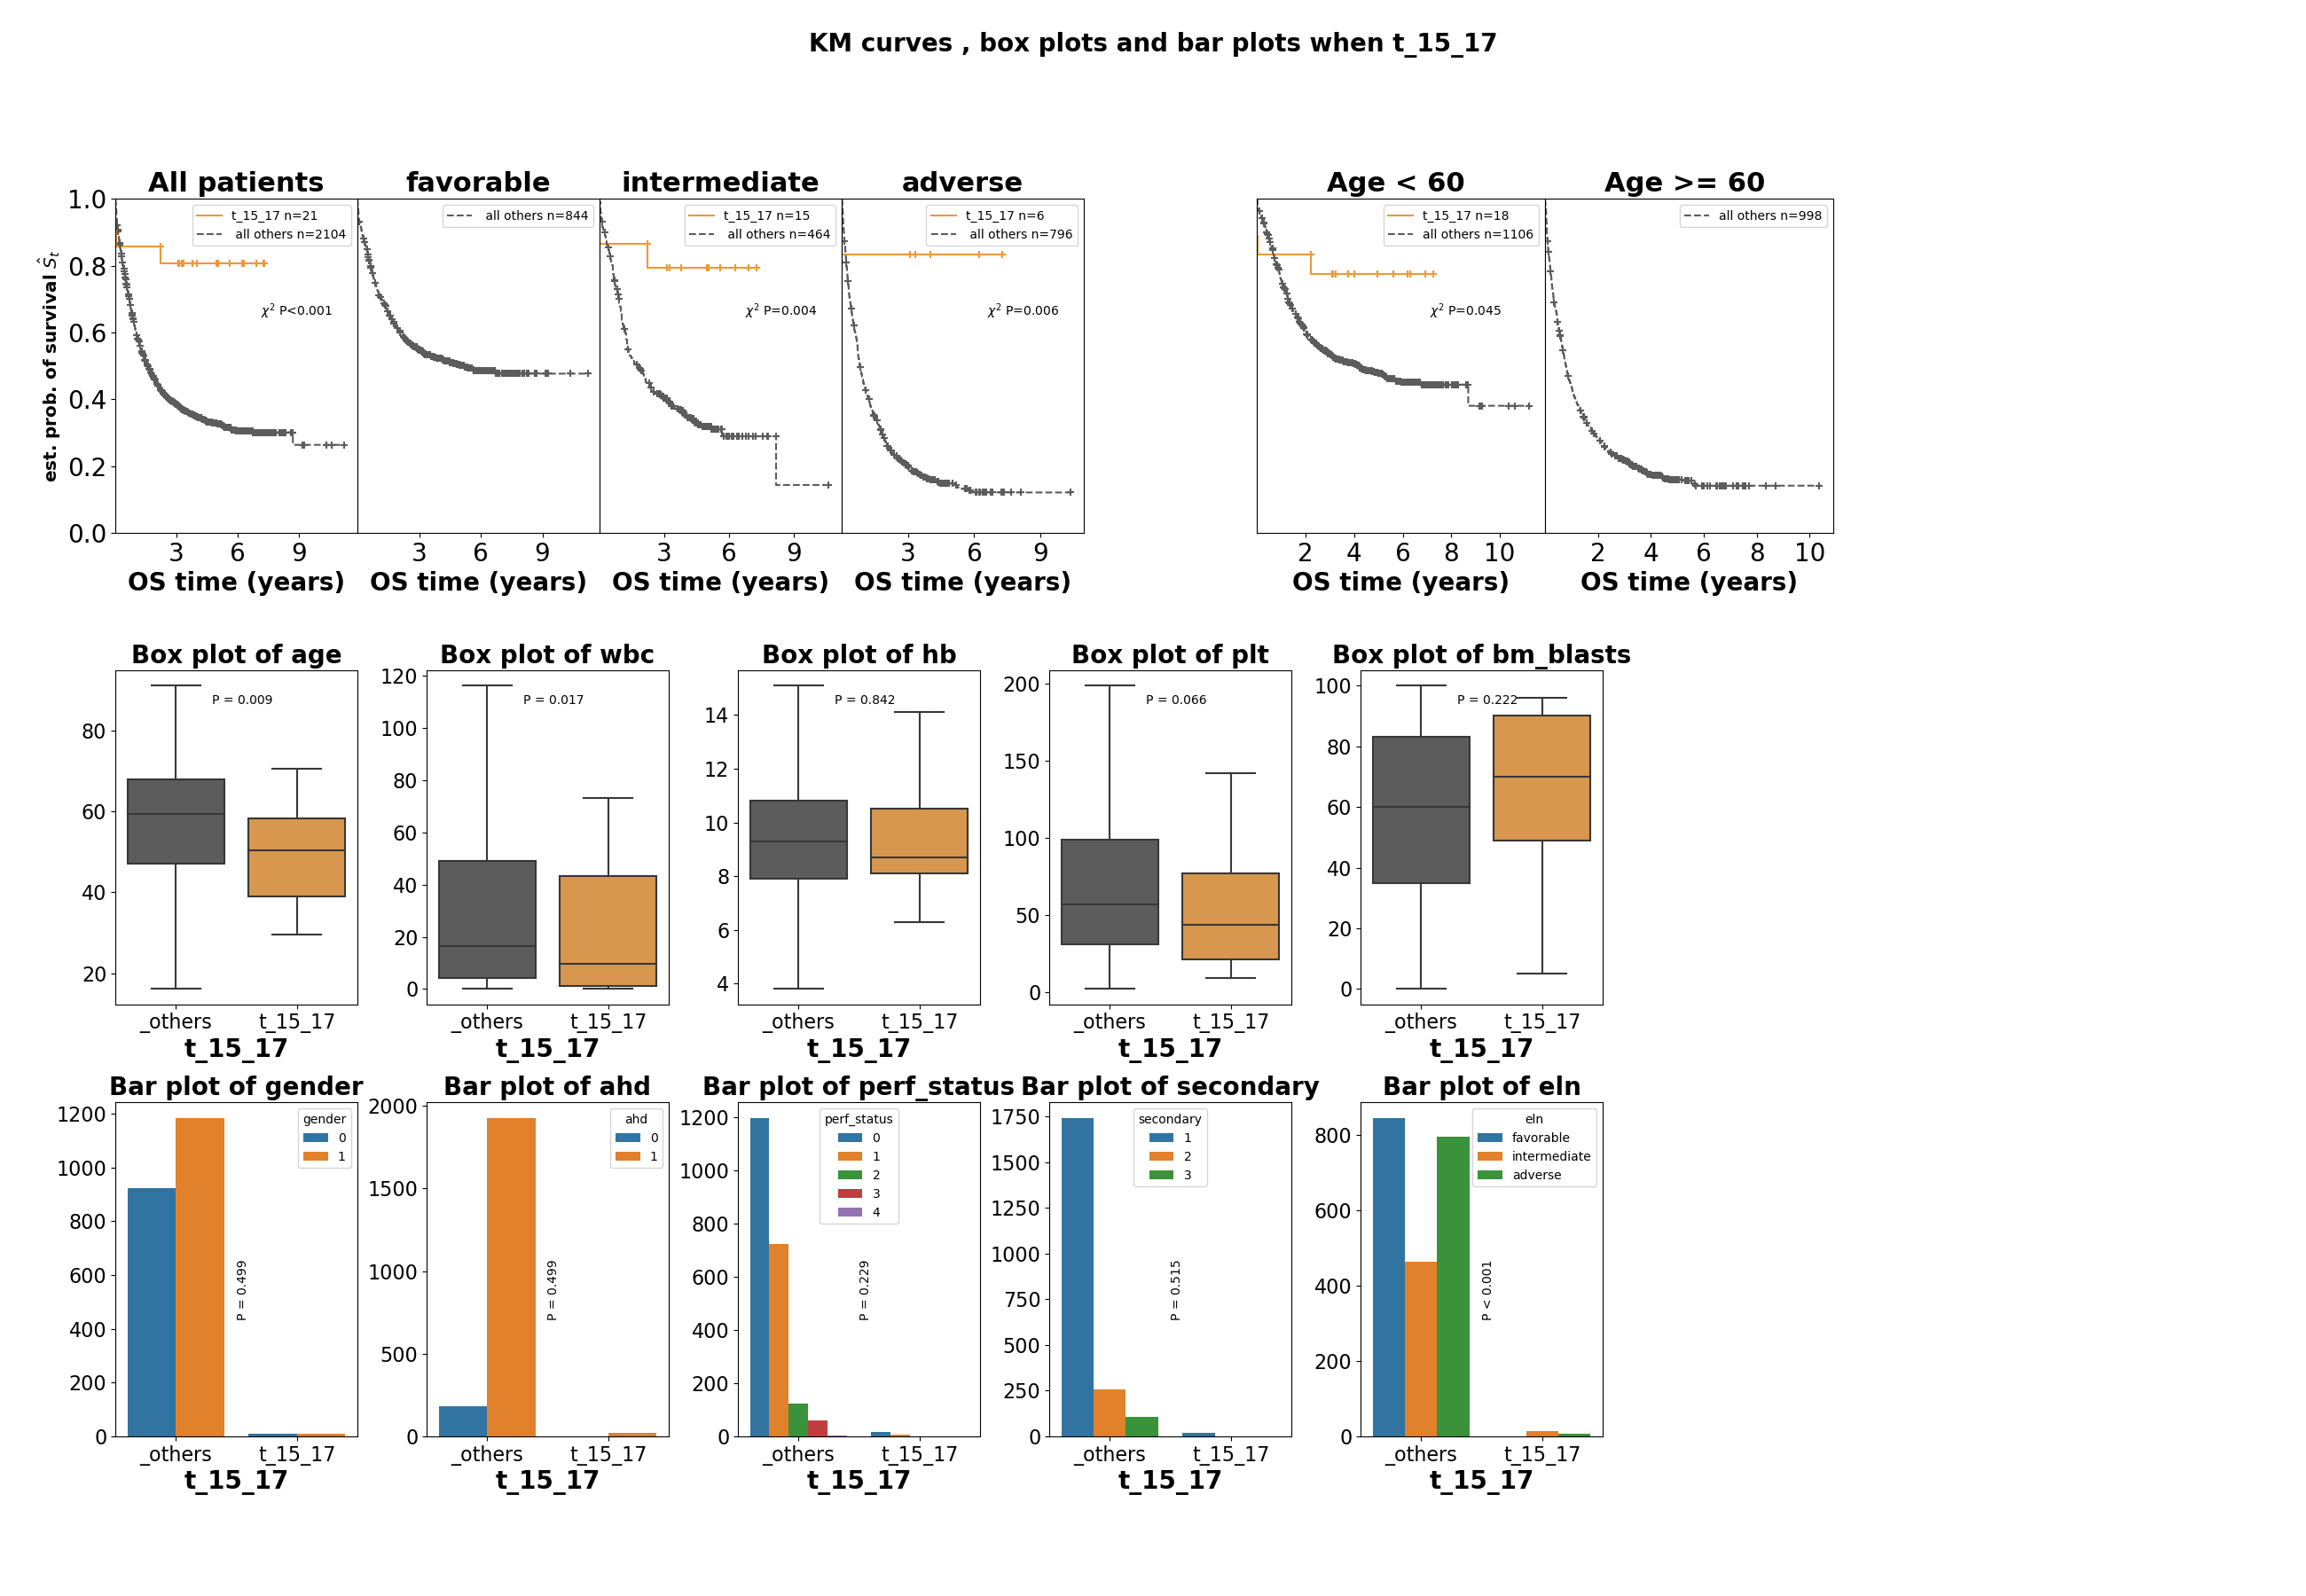 KM curves , box plots and bar plots when t_15_17
All patients
favorable
intermediate
adverse
Age < 60
Age >= 60
est. prob. of survival Ŝt
1.0
0.8
0.6
0.4
0.2
0.0
t_15_17 n=21
all others n=2104
χ² P<0.001
3 6 9
OS time (years)
all others n=844
3 6 9
OS time (years)
t_15_17 n=15
all others n=464
χ² P=0.004
3 6 9
OS time (years)
t_15_17 n=6
all others n=796
χ² P=0.006
3 6 9
OS time (years)
t_15_17 n=18
all others n=1106
χ² P=0.045
2 4 6 8 10
OS time (years)
all others n=998
2 4 6 8 10
OS time (years)
Box plot of age
P = 0.009
80
60
40
20
_others t_15_17
t_15_17
Box plot of wbc
P = 0.017
120
100
80
60
40
20
0
_others t_15_17
t_15_17
Box plot of hb
P = 0.842
14
12
10
8
6
4
_others t_15_17
t_15_17
Box plot of plt
P = 0.066
200
150
100
50
0
_others t_15_17
t_15_17
Box plot of bm_blasts
P = 0.222
100
80
60
40
20
0
_others t_15_17
t_15_17
Bar plot of gender
gender
0
1
P = 0.499
1200
1000
800
600
400
200
0
_others t_15_17
t_15_17
Bar plot of ahd
ahd
0
1
P = 0.499
2000
1500
1000
500
0
_others t_15_17
t_15_17
Bar plot of perf_status
perf_status
0
1
2
3
4
P = 0.229
1200
1000
800
600
400
200
0
_others t_15_17
t_15_17
Bar plot of secondary
secondary
1
2
3
P = 0.515
1750
1500
1250
1000
750
500
250
0
_others t_15_17
t_15_17
Bar plot of eln
eln
favorable
intermediate
adverse
P < 0.001
800
600
400
200
0
_others t_15_17
t_15_17